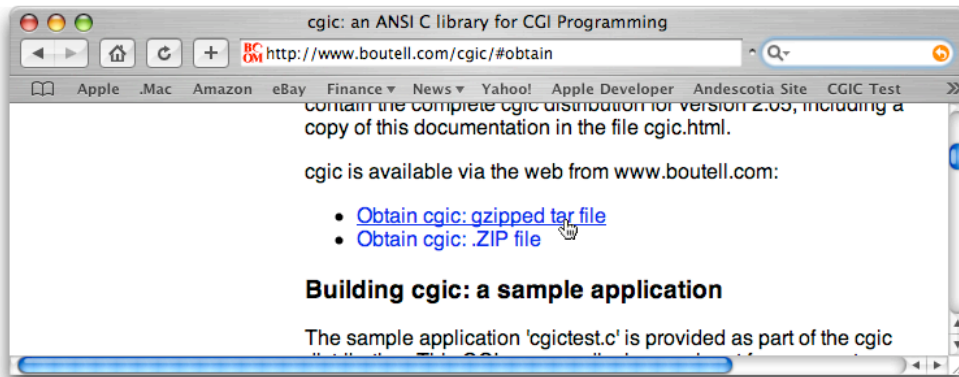 cgic: an ANSI C library for CGI Programming
BC OM http://www.boutell.com/cgic/#obtain Q
Apple .Mac Amazon eBay Finance News Yahoo! Apple Developer Andescotia Site CGIC Test
contain the complete cgic distribution for version 2.05, including a
copy of this documentation in the file cgic.html.
cgic is available via the web from www.boutell.com:
• Obtain cgic: gzipped tar file
• Obtain cgic: .ZIP file
Building cgic: a sample application
The sample application 'cgictest.c' is provided as part of the cgic